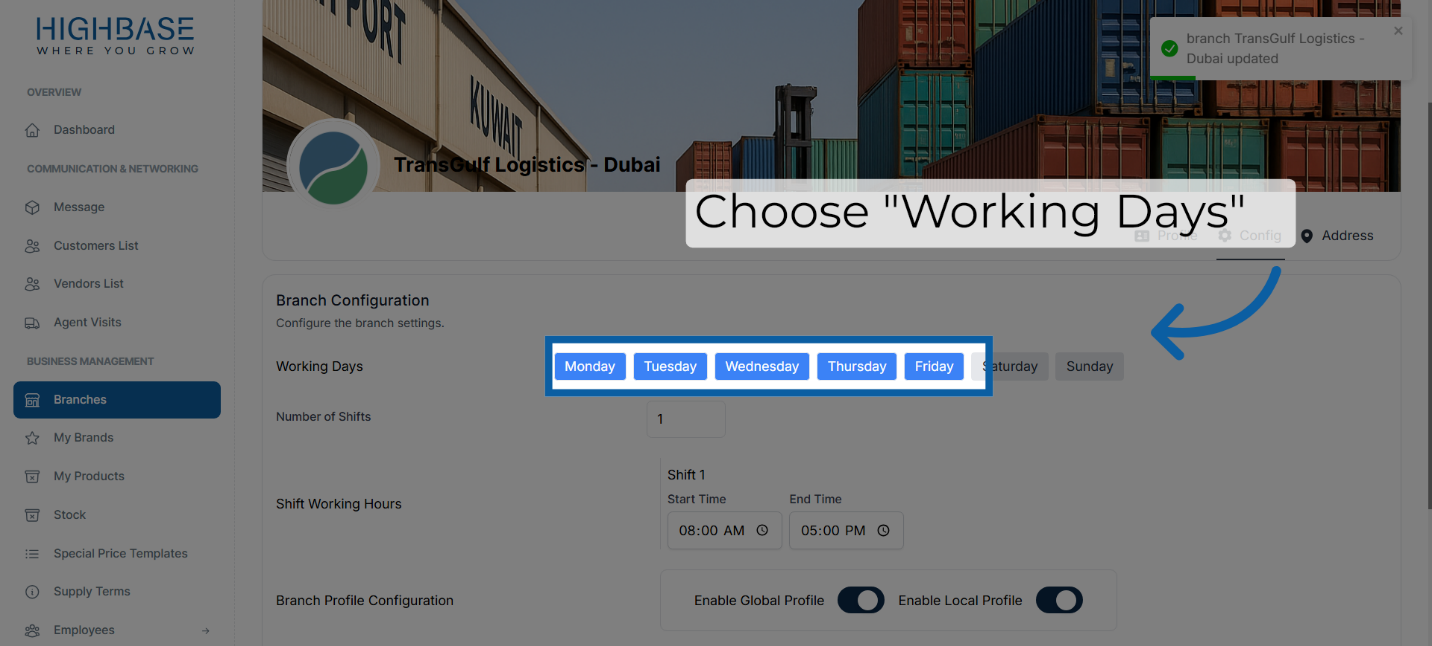 HIGHBASE
WHERE YOU GROW
OVERVIEW
Dashboard
COMMUNICATION & NETWORKING
Message
Customers List
Vendors List
Agent Visits
BUSINESS MANAGEMENT
Branches
My Brands
My Products
Stock
Special Price Templates
Supply Terms
Employees
PORT
KUWAIT
branch TransGulf Logistics -
Dubai updated
TransGulf Logistics - Dubai
Choose "Working Days"
Profile Config Address
Branch Configuration
Configure the branch settings.
Working Days Monday Tuesday Wednesday Thursday Friday Saturday Sunday
Number of Shifts 1
Shift 1
Shift Working Hours
Start Time End Time
08:00 AM 05:00 PM
Branch Profile Configuration Enable Global Profile Enable Local Profile